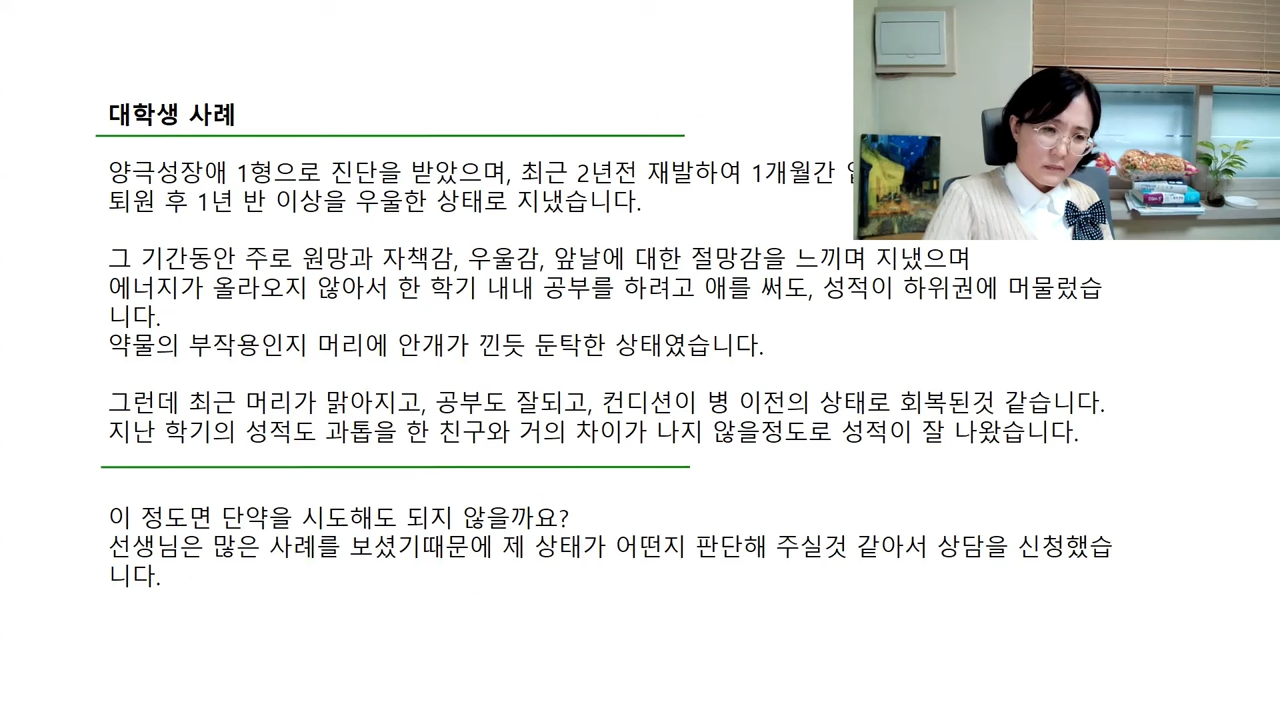 대학생 사례
양극성장애 1형으로 진단을 받았으며, 최근 2년전 재발하여 1개월간
퇴원 후 1년 반 이상을 우울한 상태로 지냈습니다.
그 기간동안 주로 원망과 자책감, 우울감, 앞날에 대한 절망감을 느끼며 지냈으며
에너지가 올라오지 않아서 한 학기 내내 공부를 하려고 애를 써도, 성적이 하위권에 머물렀습
니다.
약물의 부작용인지 머리에 안개가 낀듯 둔탁한 상태였습니다.
그런데 최근 머리가 맑아지고, 공부도 잘되고, 컨디션이 병 이전의 상태로 회복된것 같습니다.
지난 학기의 성적도 과톱을 한 친구와 거의 차이가 나지 않을정도로 성적이 잘 나왔습니다.
이 정도면 단약을 시도해도 되지 않을까요?
선생님은 많은 사례를 보셨기때문에 제 상태가 어떤지 판단해 주실것 같아서 상담을 신청했습
니다.